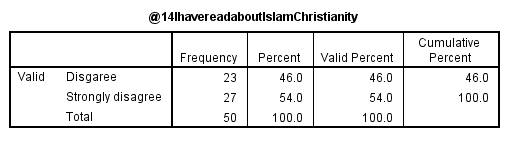 @14IhavereadaboutIslamChristianity
Frequency Percent Valid Percent Cumulative Percent
Valid Disgaree 23 46.0 46.0 46.0
Strongly disagree 27 54.0 54.0 100.0
Total 50 100.0 100.0